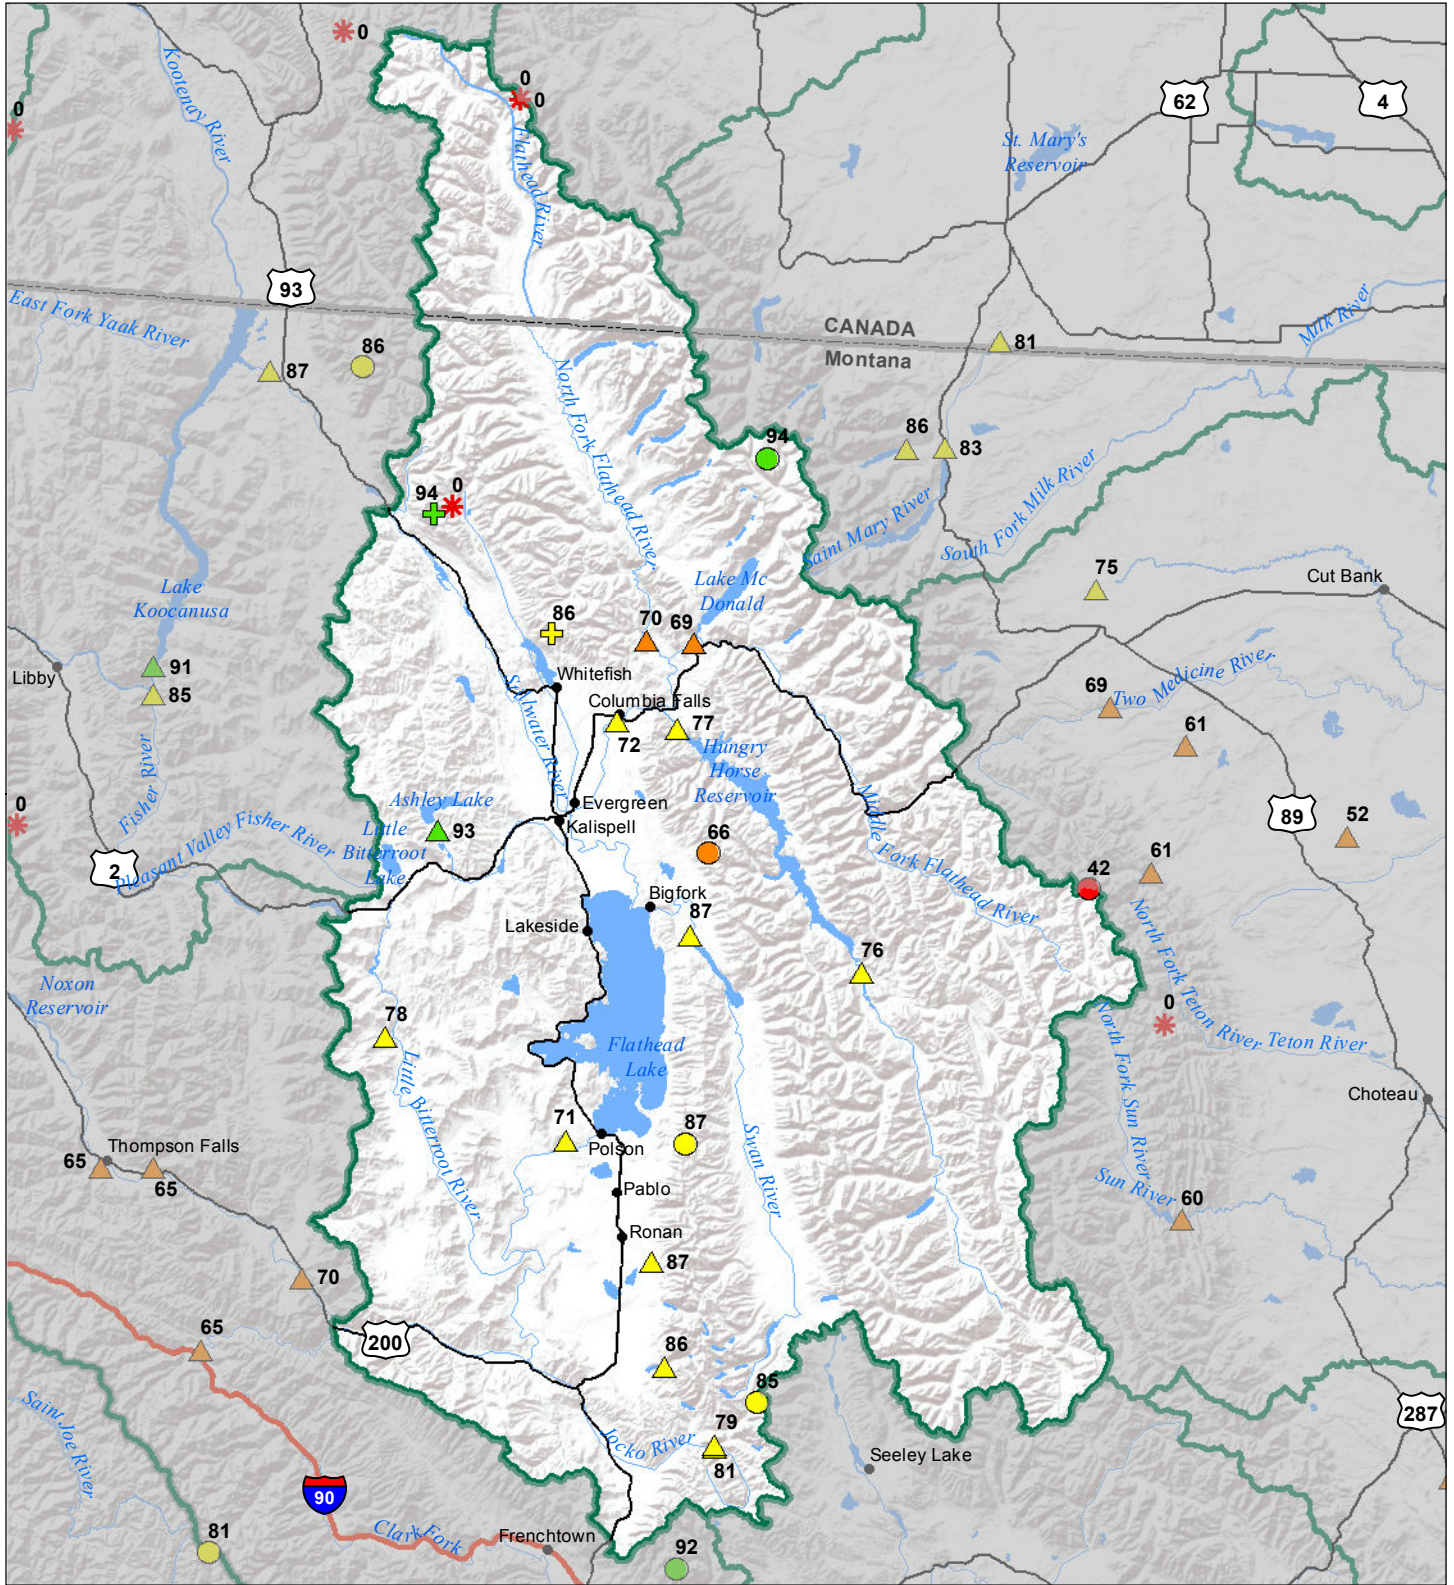 0
0
0
Kootenay River
0
Flathead River
62
4
St. Mary's
Reservoir
93
East Fork Yaak River
CANADA
Montana
Milk River
81
86
87
North Fork Flathead River
94
86
83
94
0
Saint Mary River
South Fork Milk River
75
Cut Bank
Lake
Koocanusa
Lake Mc
Donald
86
70
69
91
85
Libby
Whitefish
Columbia Falls
72
77
Stillwater River
Hungry
Horse
Reservoir
69
Two Medicine River
61
Fisher River
0
Ashley Lake
93
Evergreen
Kalispell
Little
Bitterroot
Lake
Pleasant Valley Fisher River
2
66
Middle Fork Flathead River
89
52
61
42
Bigfork
87
Lakeside
76
Noxon
Reservoir
78
Flathead
Lake
Little Bitterroot River
North Fork Teton River
0
Teton River
North Fork Sun River
Choteau
71
87
Polson
Swan River
Thompson Falls
65
65
Pablo
Sun River
60
Ronan
87
70
65
200
86
85
287
Saint Joe River
79
81
Jocko River
Seeley Lake
90
Clark Fork
Frenchtown
81
92